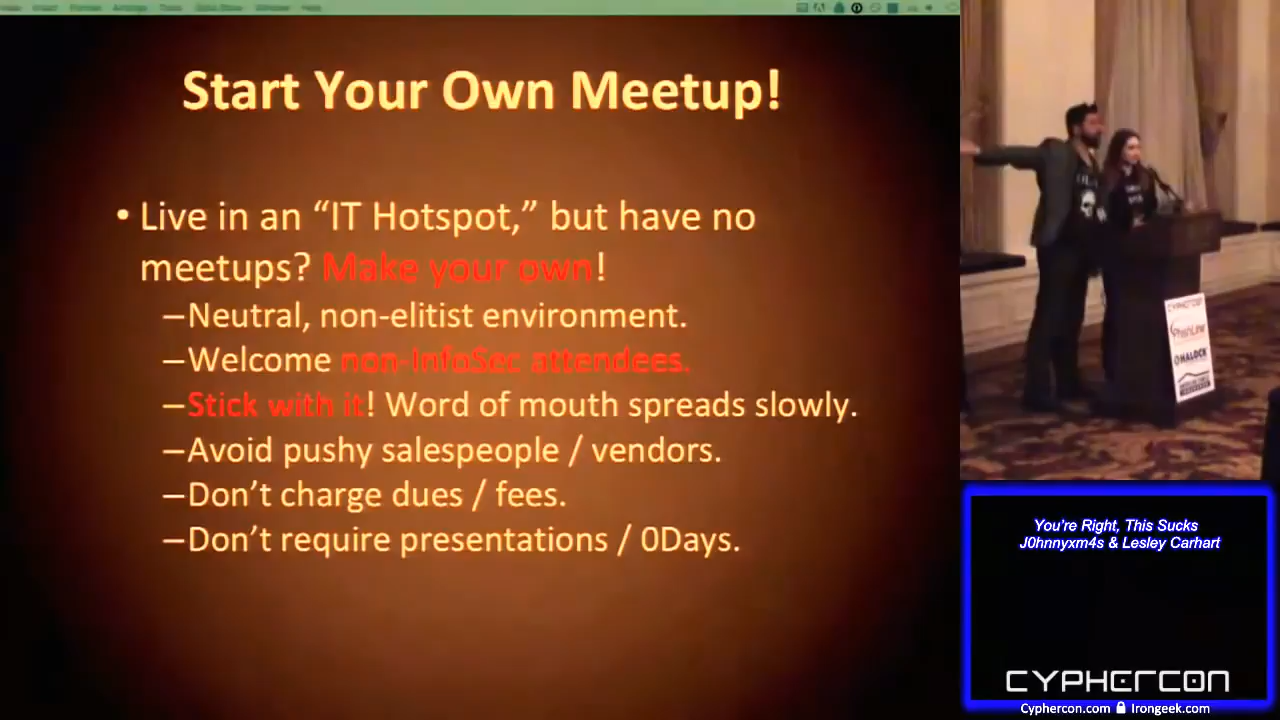 Start Your Own Meetup!
• Live in an “IT Hotspot,” but have no
meetups? Make your own!
–Neutral, non-elitist environment.
–Welcome non-InfoSec attendees.
–Stick with it! Word of mouth spreads slowly.
–Avoid pushy salespeople / vendors.
–Don’t charge dues / fees.
–Don’t require presentations / 0Days.
CYPHERCON
PhishLine
HALOCK
You're Right, This Sucks
J0hnnyxm4s & Lesley Carhart
CYPHERCON
Cyphercon.com Irongeek.com